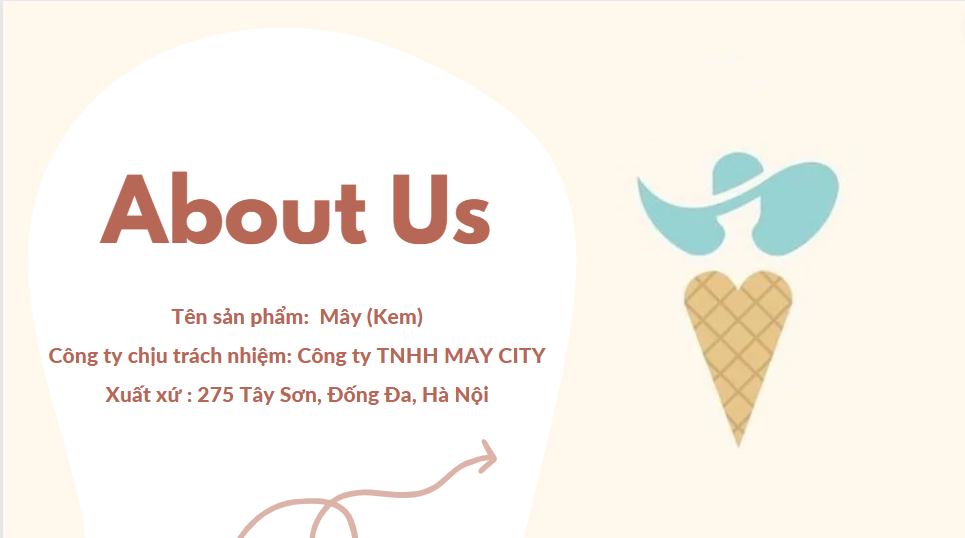 About Us
Tên sản phẩm: Mây (Kem)
Công ty chịu trách nhiệm: Công ty TNHH MAY CITY
Xuất xứ : 275 Tây Sơn, Đống Đa, Hà Nội